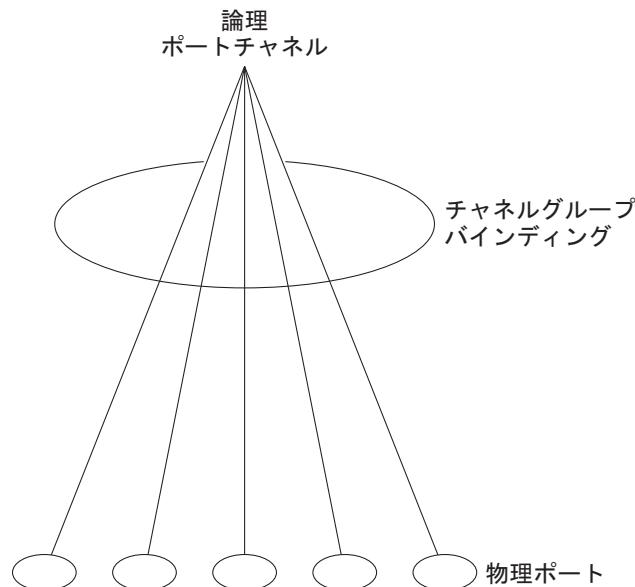 論理
ポートチャネル
チャネルグループ
バインディング
物理ポート